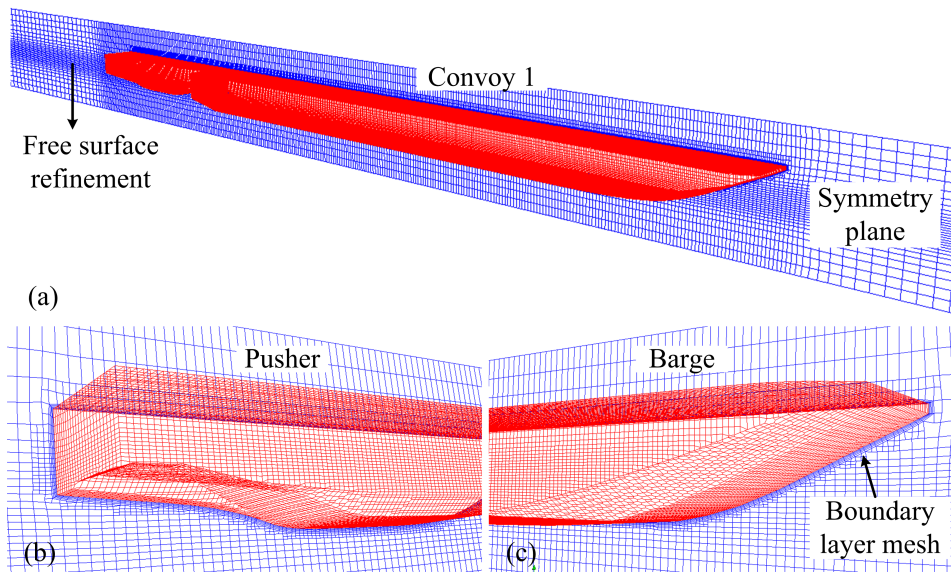 Convoy 1
Free surface
refinement
Symmetry
plane
(a)
Pusher
Barge
Boundary
layer mesh
(b)
(c)